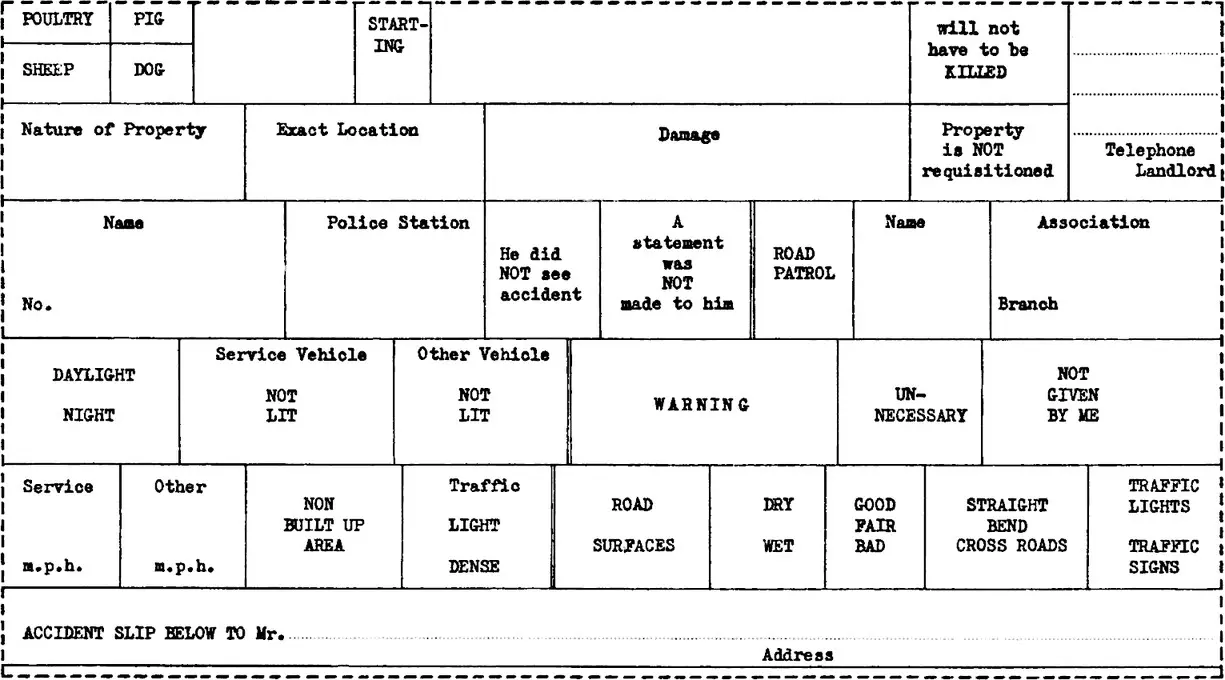 POULTRY PIG
SHEEP DOG
START-
ING
will not
have to be
KILLED
Nature of Property
Exact Location
Damage
Property
is NOT
requisitioned
Telephone
Landlord
Name
No.
Police Station
He did
NOT see
accident
A
statement
was
NOT
made to him
ROAD
PATROL
Name
Association
Branch
DAYLIGHT
NIGHT
Service Vehicle
NOT
LIT
Other Vehicle
NOT
LIT
WARNING
UN-
NECESSARY
NOT
GIVEN
BY ME
Service
m.p.h.
Other
m.p.h.
NON
BUILT UP
AREA
Traffic
LIGHT
DENSE
ROAD
SURFACES
DRY
WET
GOOD
FAIR
BAD
STRAIGHT
BEND
CROSS ROADS
TRAFFIC
LIGHTS
TRAFFIC
SIGNS
ACCIDENT SLIP BELOW TO Mr.
Address